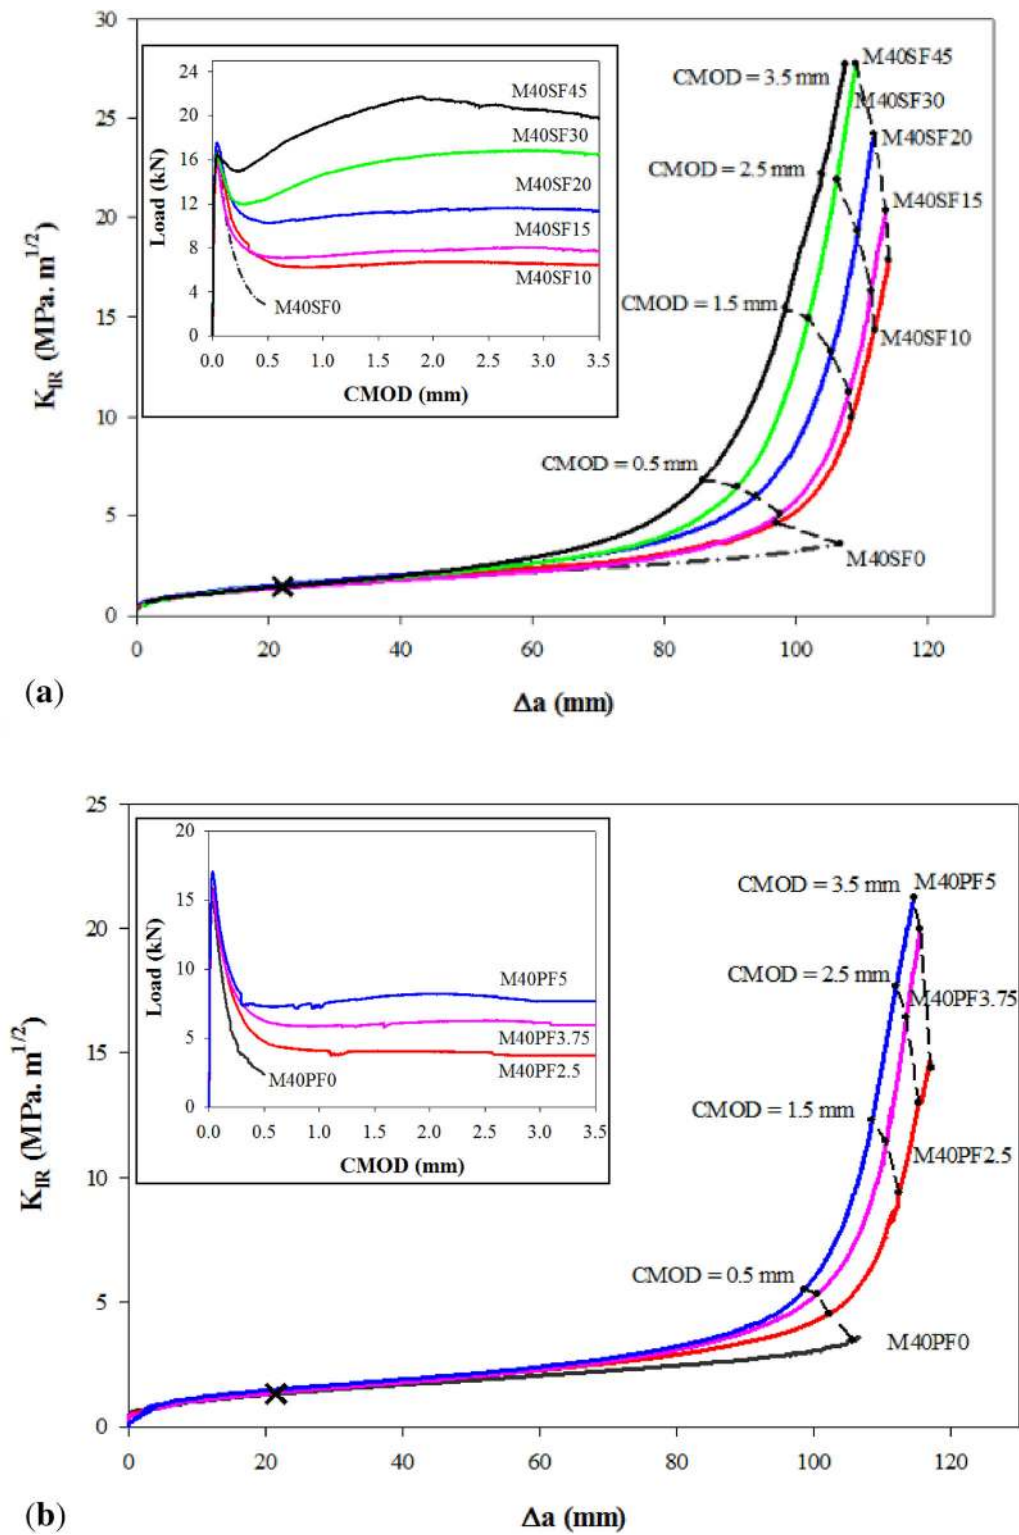 30
25
20
15
10
5
0
K_IR (MPa. m^1/2)
0 20 40 60 80 100 120
Δa (mm)
(a)
24
20
16
12
8
4
0
Load (kN)
0.0 0.5 1.0 1.5 2.0 2.5 3.0 3.5
CMOD (mm)
M40SF45
M40SF30
M40SF20
M40SF15
M40SF10
M40SF0
CMOD = 3.5 mm
CMOD = 2.5 mm
CMOD = 1.5 mm
CMOD = 0.5 mm
M40SF45
M40SF30
M40SF20
M40SF15
M40SF10
M40SF0
25
20
15
10
5
0
K_IR (MPa. m^1/2)
0 20 40 60 80 100 120
Δa (mm)
(b)
20
15
10
5
0
Load (kN)
0.0 0.5 1.0 1.5 2.0 2.5 3.0 3.5
CMOD (mm)
M40PF5
M40PF3.75
M40PF2.5
M40PF0
CMOD = 3.5 mm
CMOD = 2.5 mm
CMOD = 1.5 mm
CMOD = 0.5 mm
M40PF5
M40PF3.75
M40PF2.5
M40PF0